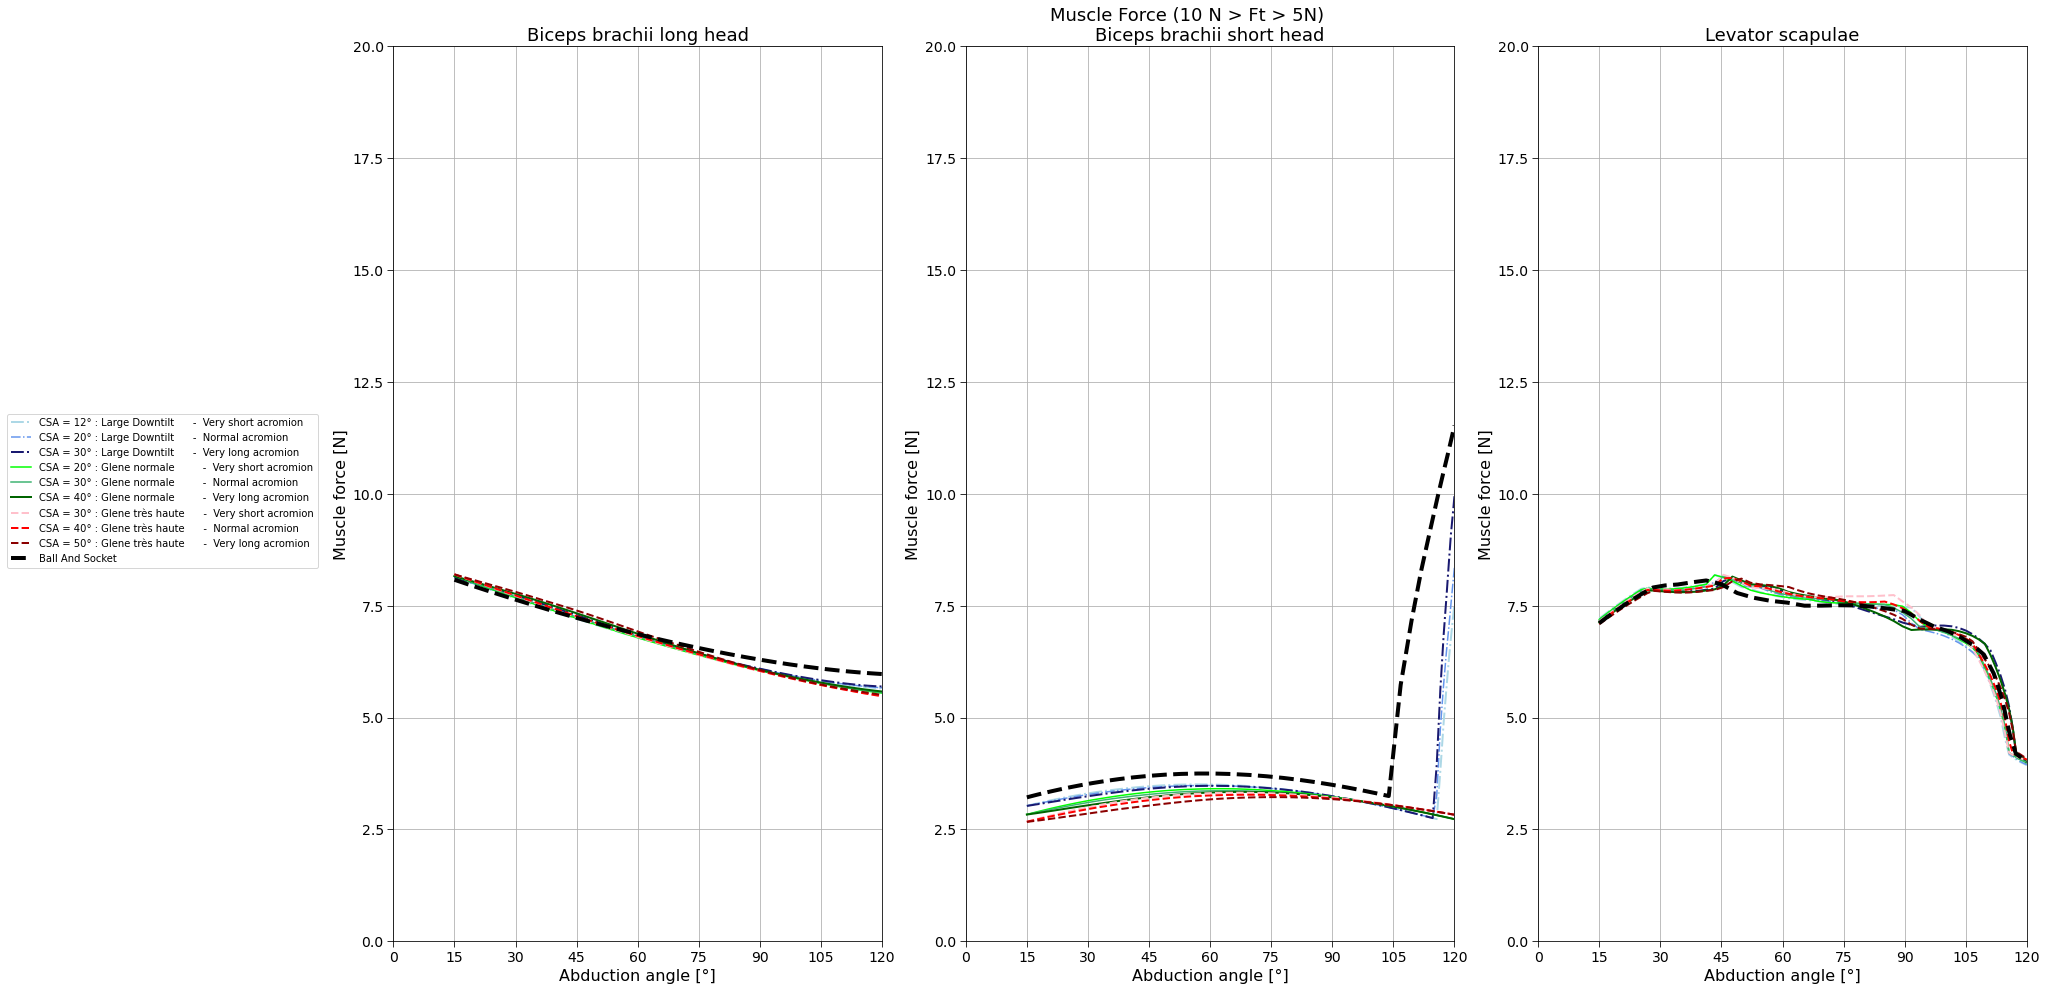 Muscle Force (10 N > Ft > 5N)
Biceps brachii long head
Biceps brachii short head
Levator scapulae
20.0
17.5
15.0
12.5
10.0
7.5
5.0
2.5
0.0
Muscle force [N]
0 15 30 45 60 75 90 105 120
Abduction angle [°]
20.0
17.5
15.0
12.5
10.0
7.5
5.0
2.5
0.0
Muscle force [N]
0 15 30 45 60 75 90 105 120
Abduction angle [°]
20.0
17.5
15.0
12.5
10.0
7.5
5.0
2.5
0.0
Muscle force [N]
0 15 30 45 60 75 90 105 120
Abduction angle [°]
CSA = 12° : Large Downtilt - Very short acromion
CSA = 20° : Large Downtilt - Normal acromion
CSA = 30° : Large Downtilt - Very long acromion
CSA = 20° : Glene normale - Very short acromion
CSA = 30° : Glene normale - Normal acromion
CSA = 40° : Glene normale - Very long acromion
CSA = 30° : Glene très haute - Very short acromion
CSA = 40° : Glene très haute - Normal acromion
CSA = 50° : Glene très haute - Very long acromion
Ball And Socket